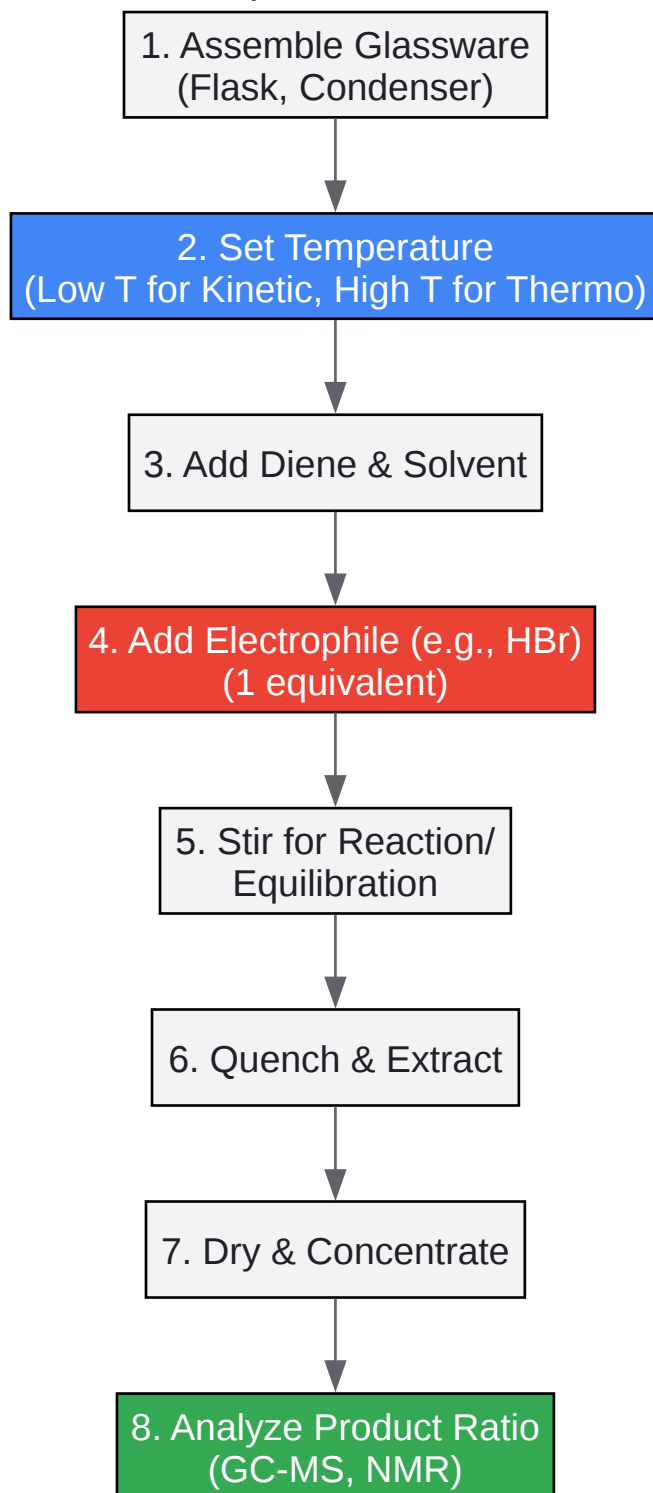 1. Assemble Glassware
(Flask, Condenser)
2. Set Temperature
(Low T for Kinetic, High T for Thermo)
3. Add Diene & Solvent
4. Add Electrophile (e.g., HBr)
(1 equivalent)
5. Stir for Reaction/
Equilibration
6. Quench & Extract
7. Dry & Concentrate
8. Analyze Product Ratio
(GC-MS, NMR)